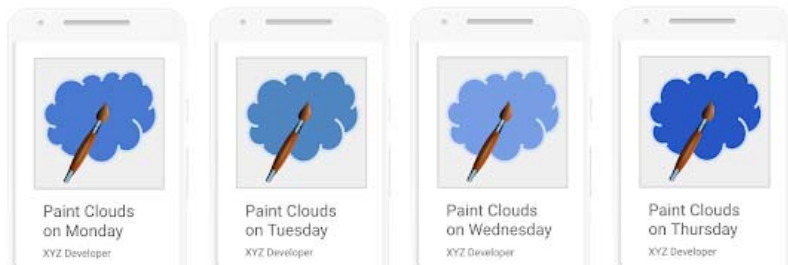 Paint Clouds
on Monday
XYZ Developer
Paint Clouds
on Tuesday
XYZ Developer
Paint Clouds
on Wednesday
XYZ Developer
Paint Clouds
on Thursday
XYZ Developer